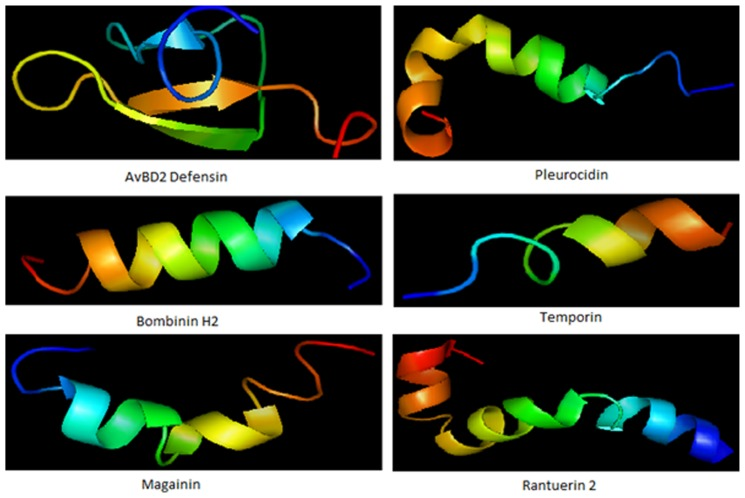 AvBD2 Defensin
Pleurocidin
Bombinin H2
Temporin
Magainin
Rantuerin 2